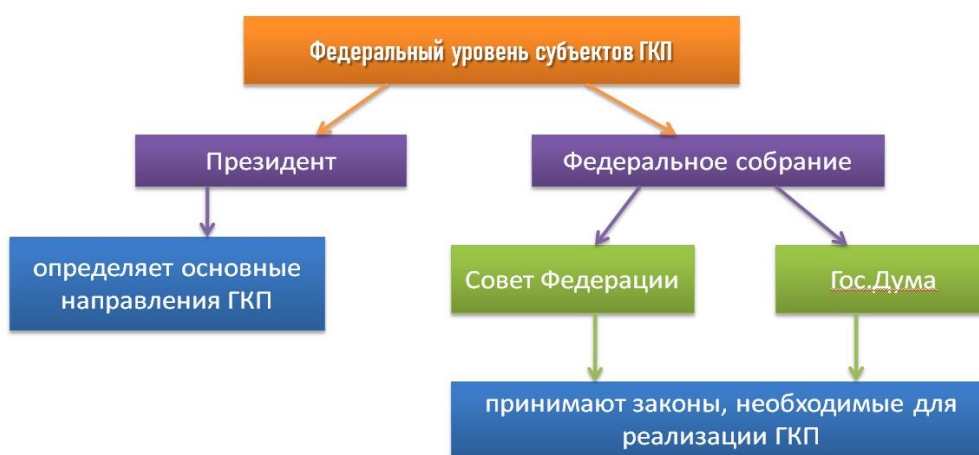 Федеральный уровень субъектов ГКП
Президент
Федеральное собрание
определяет основные
направления ГКП
Совет Федерации
Гос.Дума
принимают законы, необходимые для
реализации ГКП